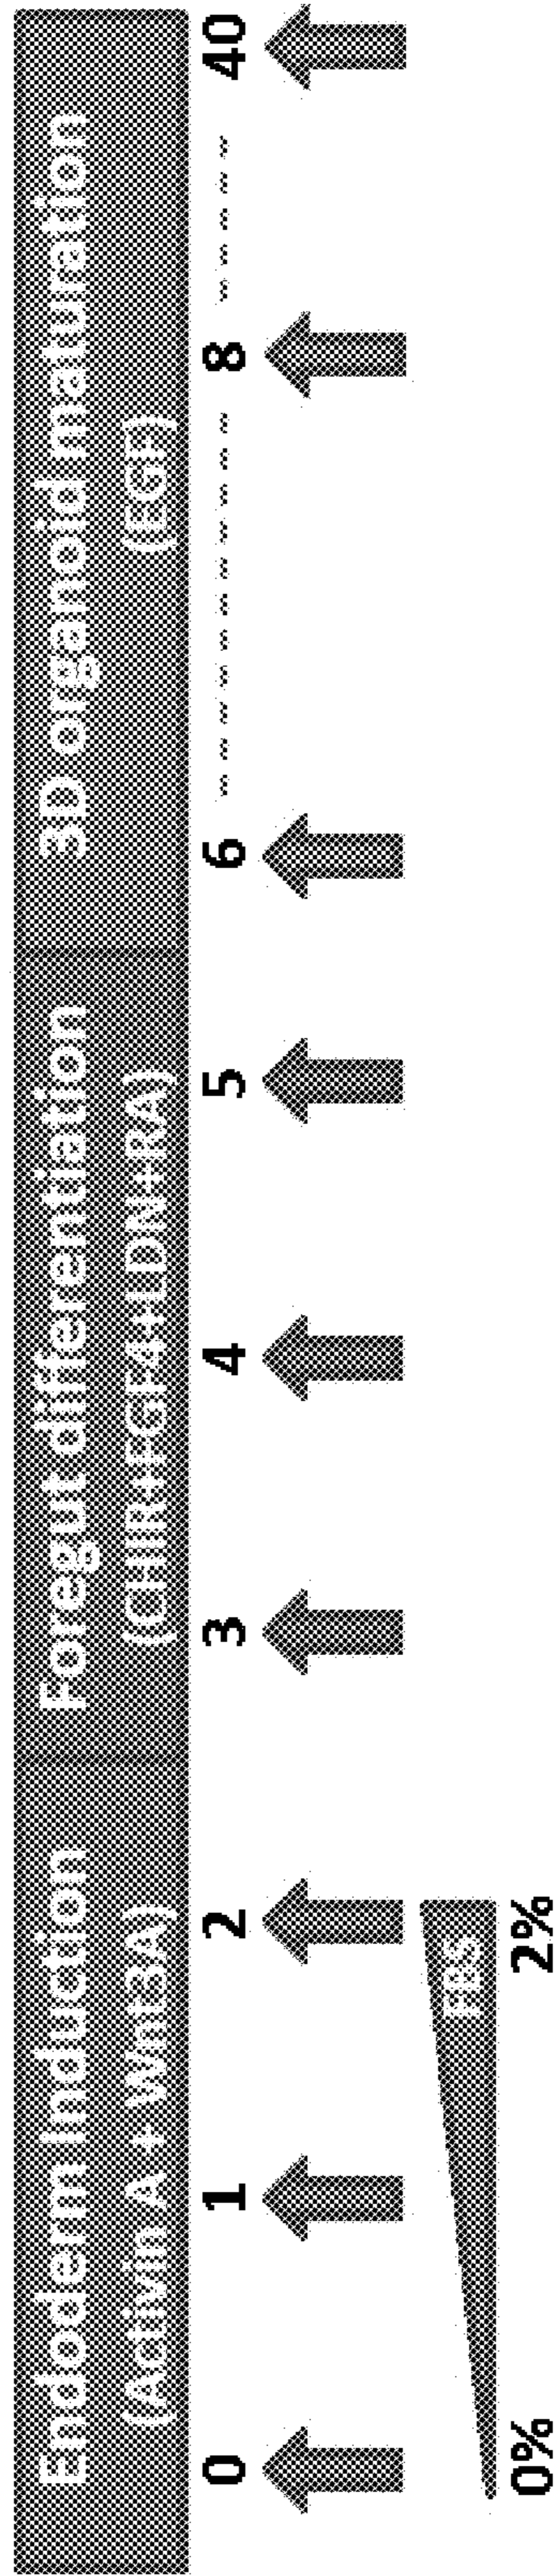 Endoderm Induction
(Activin A + Wnt3A)
Foregut differentiation
(CHIR+FGF4+LDN+RA)
3D organoid maturation
(EGF)
0 1 2 3 4 5 6 8 40
FBS
0% 2%